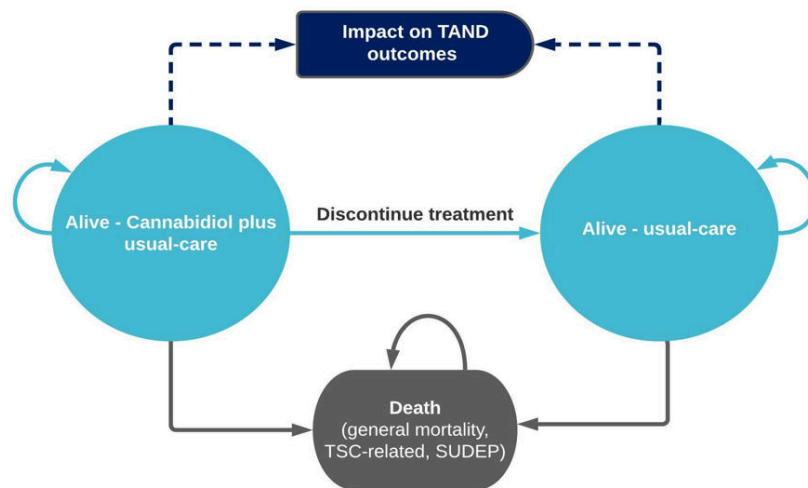 Impact on TAND
outcomes
Alive - Cannabidiol plus
usual-care
Discontinue treatment
Alive - usual-care
Death
(general mortality,
TSC-related, SUDEP)